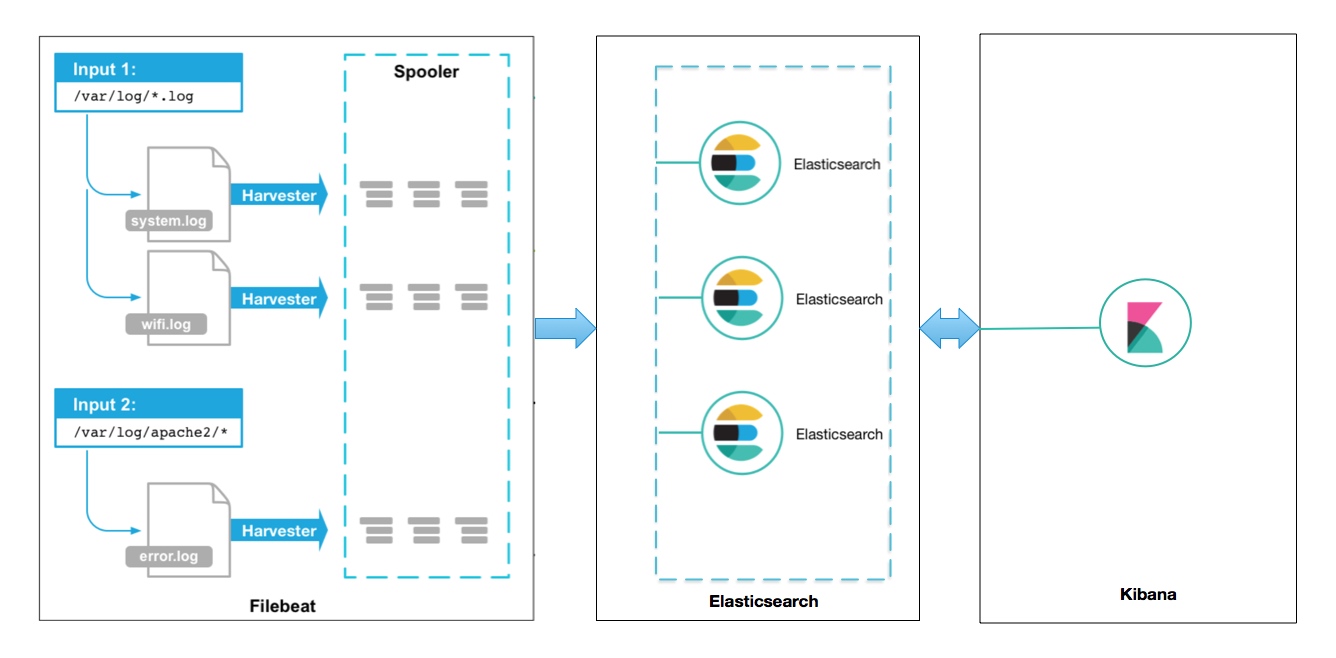 Input 1:
/var/log/*.log
Spooler
system.log
Harvester
wifi.log
Harvester
Input 2:
/var/log/apache2/*
error.log
Harvester
Filebeat
Elasticsearch
Elasticsearch
Elasticsearch
Elasticsearch
Kibana